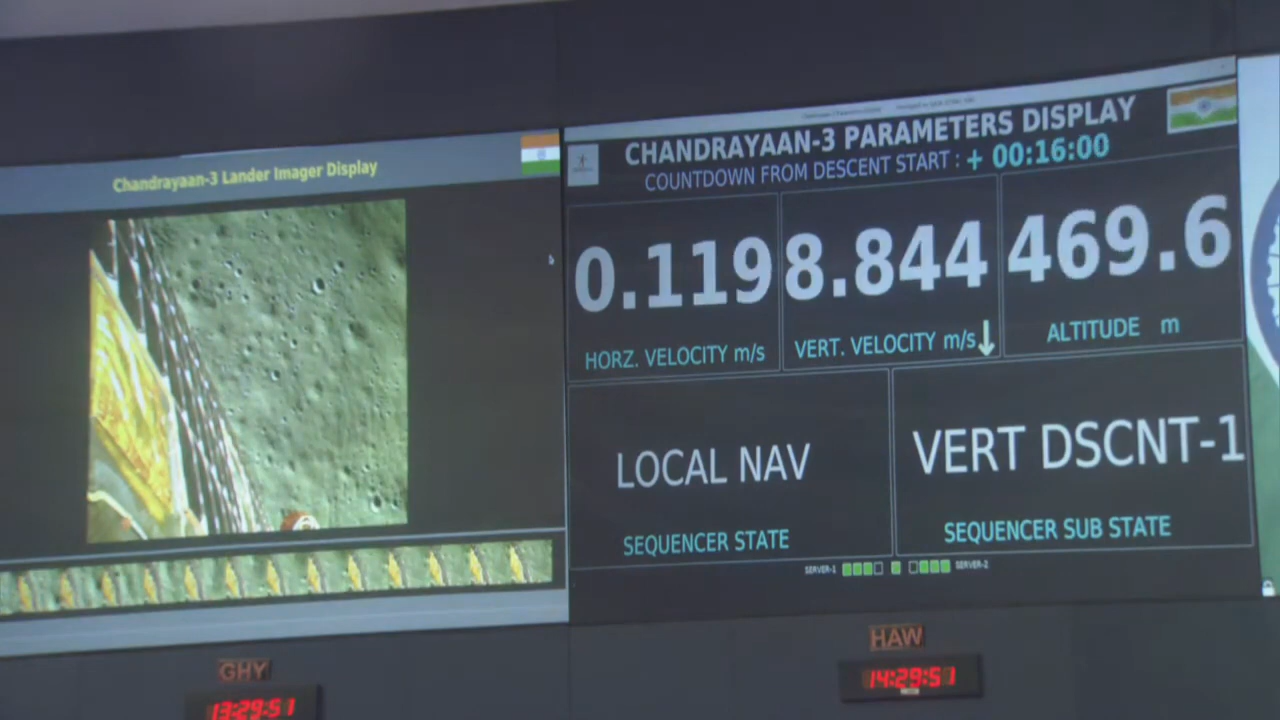 Chandrayaan-3 Lander Imager Display
CHANDRAYAAN-3 PARAMETERS DISPLAY
COUNTDOWN FROM DESCENT START : + 00:16:00
0.119
HORZ. VELOCITY m/s
8.844
VERT. VELOCITY m/s↓
469.6
ALTITUDE m
LOCAL NAV
SEQUENCER STATE
VERT DSCNT-1
SEQUENCER SUB STATE
SERVER-1
SERVER-2
GHY
13:29:51
HAW
14:29:51